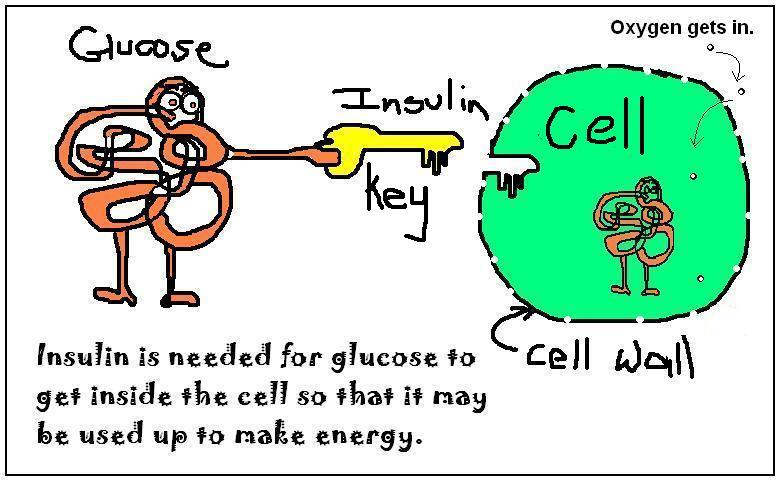 Oxygen gets in.
Glucose
Insulin
Key
Cell
cell wall
Insulin is needed for glucose to
get inside the cell so that it may
be used up to make energy.